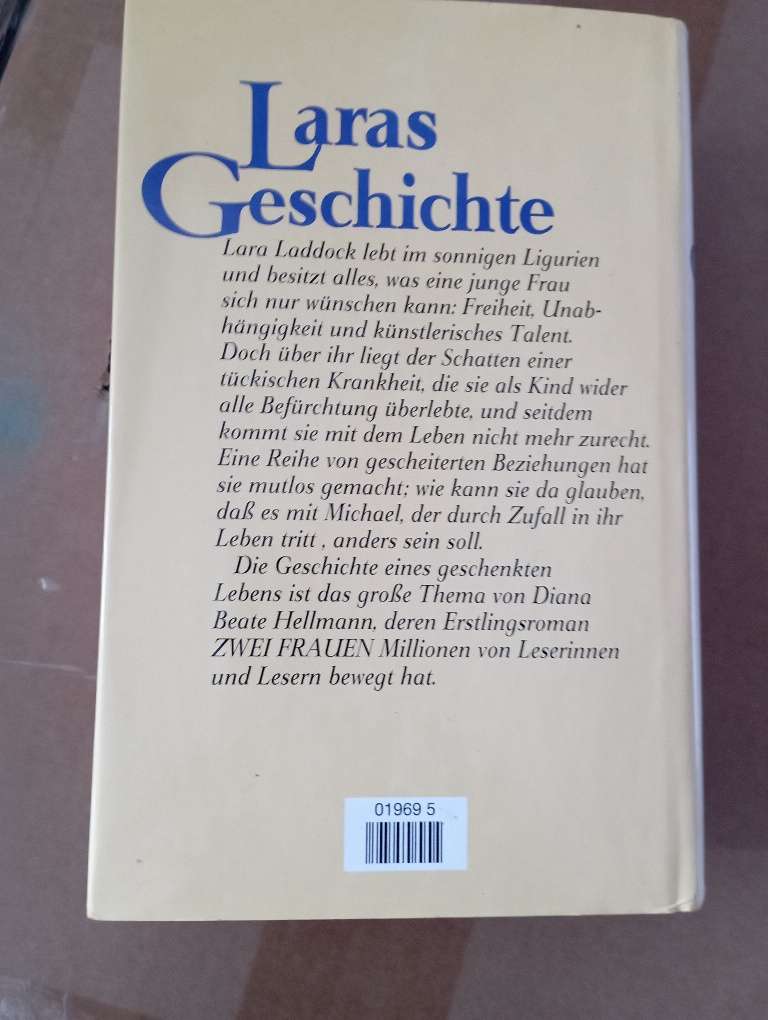 Laras
Geschichte
Lara Laddock lebt im sonnigen Ligurien
und besitzt alles, was eine junge Frau
sich nur wünschen kann: Freiheit, Unab-
hängigkeit und künstlerisches Talent.
Doch über ihr liegt der Schatten einer
tückischen Krankheit, die sie als Kind wider
alle Befürchtung überlebte, und seitdem
kommt sie mit dem Leben nicht mehr zurecht.
Eine Reihe von gescheiterten Beziehungen hat
sie mutlos gemacht; wie kann sie da glauben,
daß es mit Michael, der durch Zufall in ihr
Leben tritt , anders sein soll.
Die Geschichte eines geschenkten
Lebens ist das große Thema von Diana
Beate Hellmann, deren Erstlingsroman
ZWEI FRAUEN Millionen von Leserinnen
und Lesern bewegt hat.
01969 5